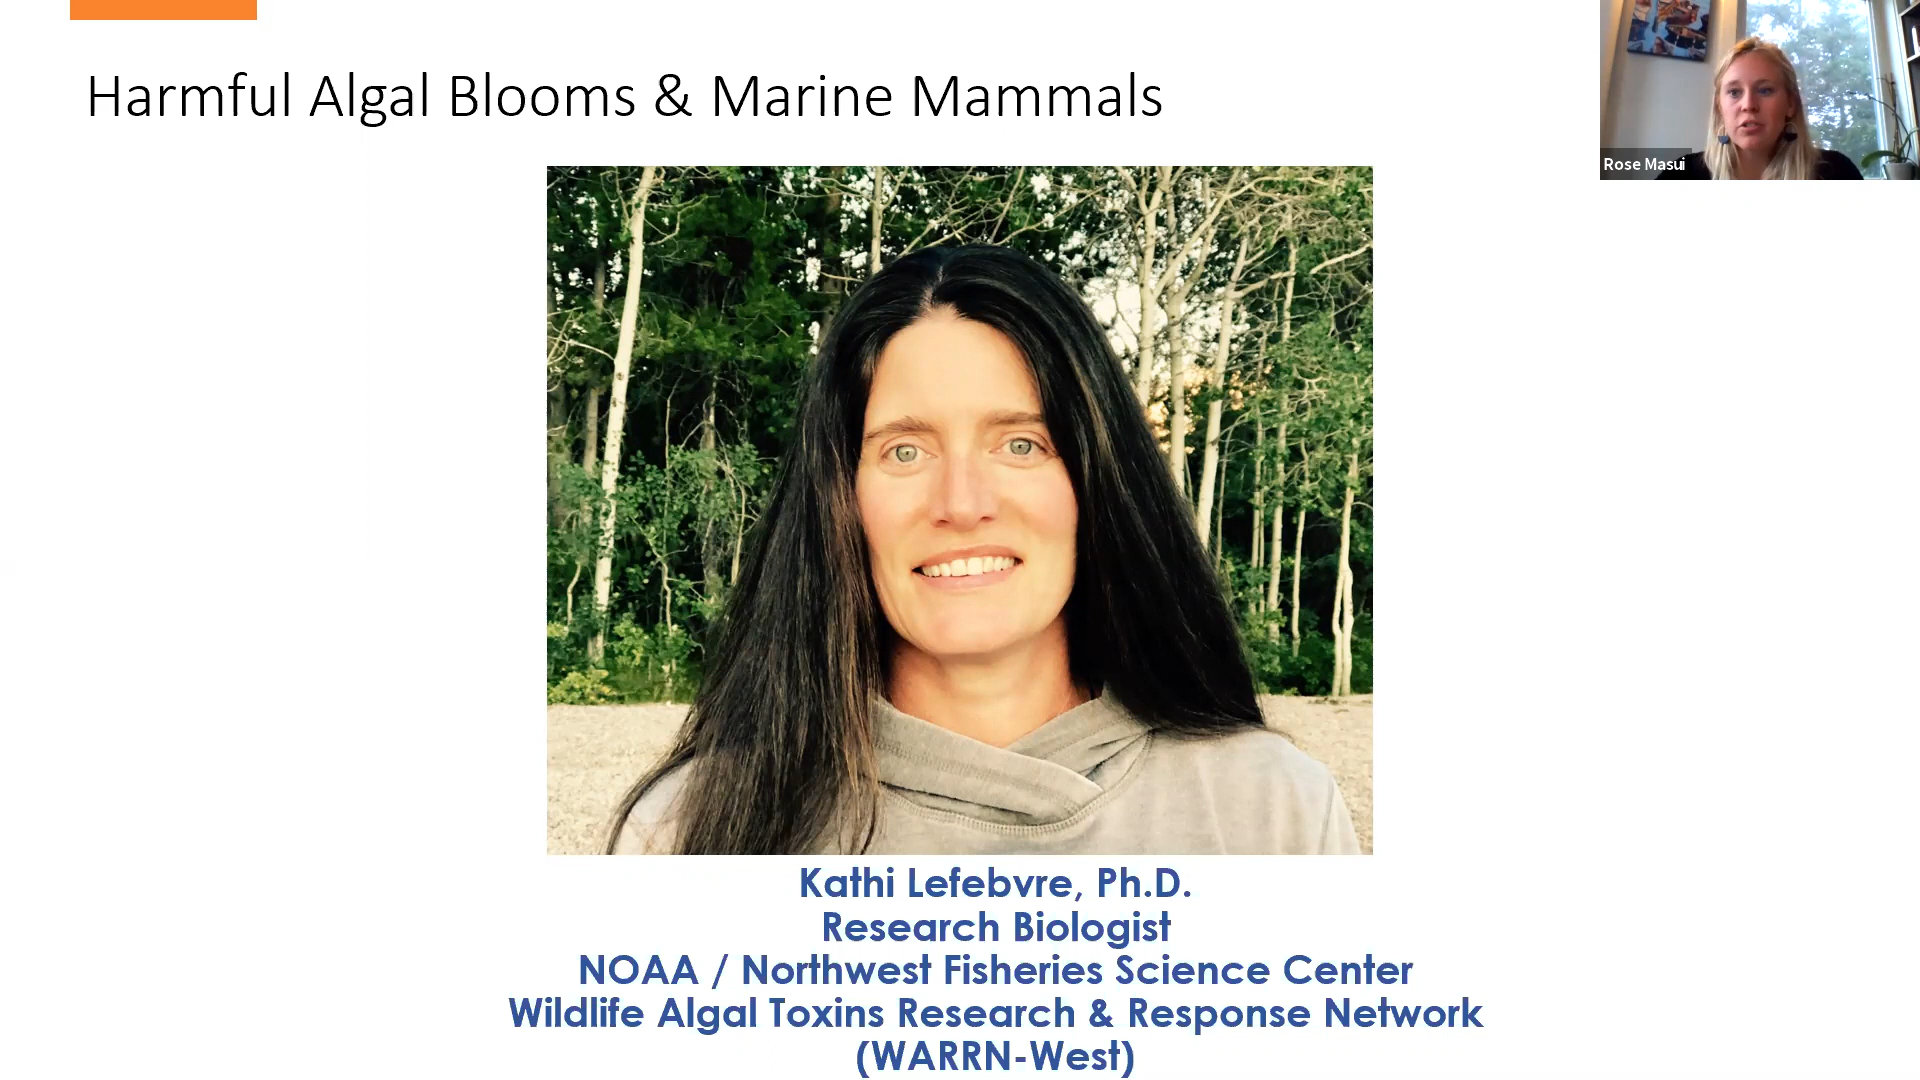 Harmful Algal Blooms & Marine Mammals
Rose Masui
Kathi Lefebvre, Ph.D.
Research Biologist
NOAA / Northwest Fisheries Science Center
Wildlife Algal Toxins Research & Response Network
(WARRN-West)